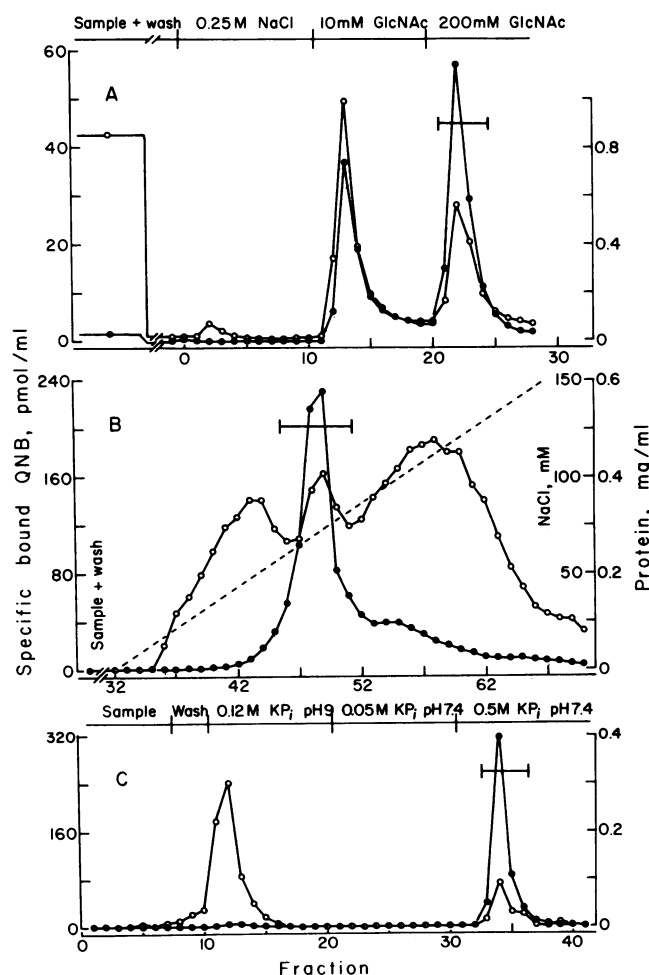 Sample + wash 0.25 M NaCl 10mM GlcNAc 200mM GlcNAc
60
A
40
0.8
20
0.4
0
0
0 10 20 30
240
150 0.6
B
160
100 0.4
NaCl, mM
80
50 0.2
Sample + wash
0
0
32 42 52 62
Specific bound QNB, pmol/ml
Protein, mg/ml
Sample Wash 0.12M KPi pH9 0.05M KPi pH7.4 0.5M KPi pH7.4
320
0.4
C
160
0.2
0
0
0 10 20 30 40
Fraction